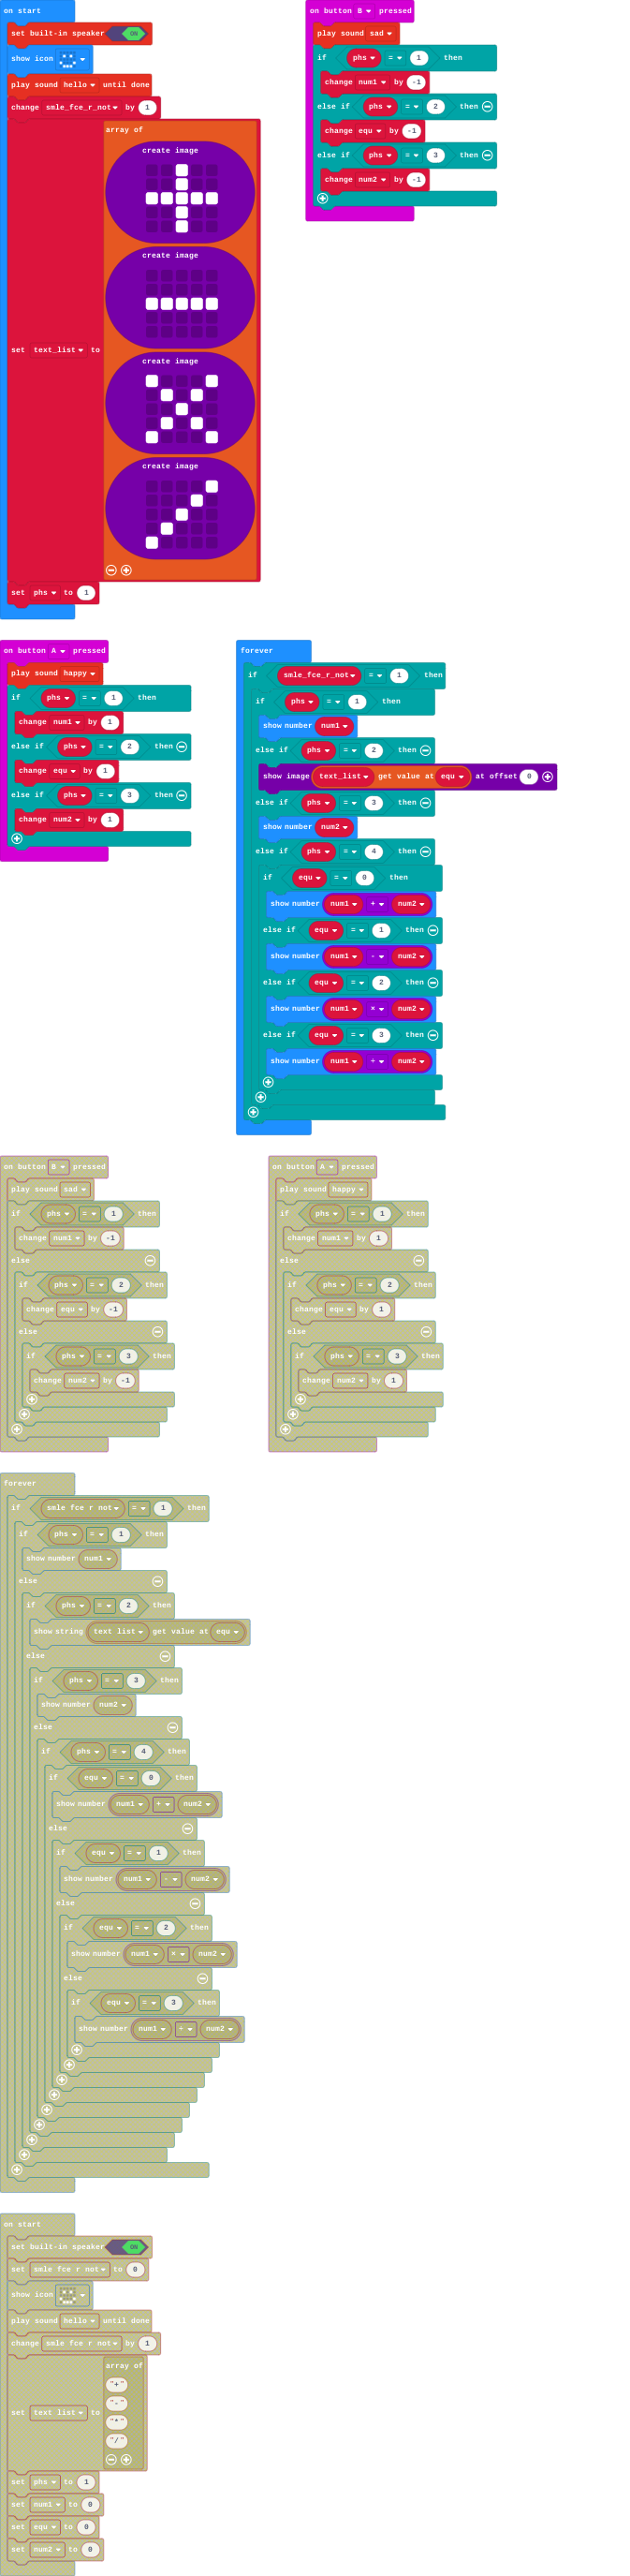 on start
set built-in speaker ON
show icon
play sound hello until done
change smle_fce_r_not by 1
array of
create image
create image
create image
set text_list to
create image
set phs to 1
on button B pressed
play sound sad
if phs = 1 then
change num1 by -1
else if phs = 2 then
change equ by -1
else if phs = 3 then
change num2 by -1
on button A pressed
play sound happy
if phs = 1 then
change num1 by 1
else if phs = 2 then
change equ by 1
else if phs = 3 then
change num2 by 1
forever
if smle_fce_r_not = 1 then
if phs = 1 then
show number num1
else if phs = 2 then
show image text_list get value at equ at offset 0
else if phs = 3 then
show number num2
else if phs = 4 then
if equ = 0 then
show number num1 + num2
else if equ = 1 then
show number num1 - num2
else if equ = 2 then
show number num1 × num2
else if equ = 3 then
show number num1 ÷ num2
on button B pressed
play sound sad
if phs = 1 then
change num1 by -1
else
if phs = 2 then
change equ by -1
else
if phs = 3 then
change num2 by -1
on button A pressed
play sound happy
if phs = 1 then
change num1 by 1
else
if phs = 2 then
change equ by 1
else
if phs = 3 then
change num2 by 1
forever
if smle fce r not = 1 then
if phs = 1 then
show number num1
else
if phs = 2 then
show string text list get value at equ
else
if phs = 3 then
show number num2
else
if phs = 4 then
if equ = 0 then
show number num1 + num2
else
if equ = 1 then
show number num1 - num2
else
if equ = 2 then
show number num1 × num2
else
if equ = 3 then
show number num1 ÷ num2
on start
set built-in speaker ON
set smle fce r not to 0
show icon
play sound hello until done
change smle fce r not by 1
array of
"+"
"-"
set text list to
"*"
"/"
set phs to 1
set num1 to 0
set equ to 0
set num2 to 0